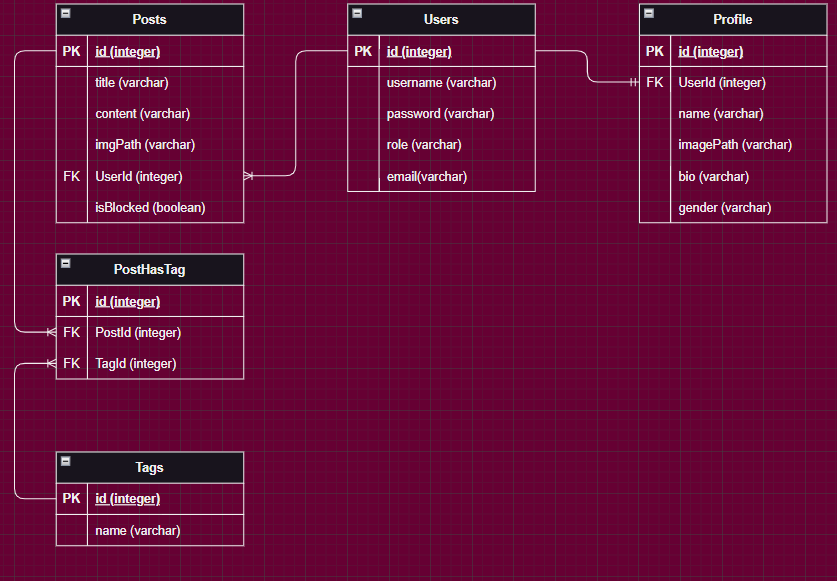 Posts
PK id (integer)
title (varchar)
content (varchar)
imgPath (varchar)
FK UserId (integer)
isBlocked (boolean)
Users
PK id (integer)
username (varchar)
password (varchar)
role (varchar)
email(varchar)
Profile
PK id (integer)
FK UserId (integer)
name (varchar)
imagePath (varchar)
bio (varchar)
gender (varchar)
PostHasTag
PK id (integer)
FK PostId (integer)
FK TagId (integer)
Tags
PK id (integer)
name (varchar)